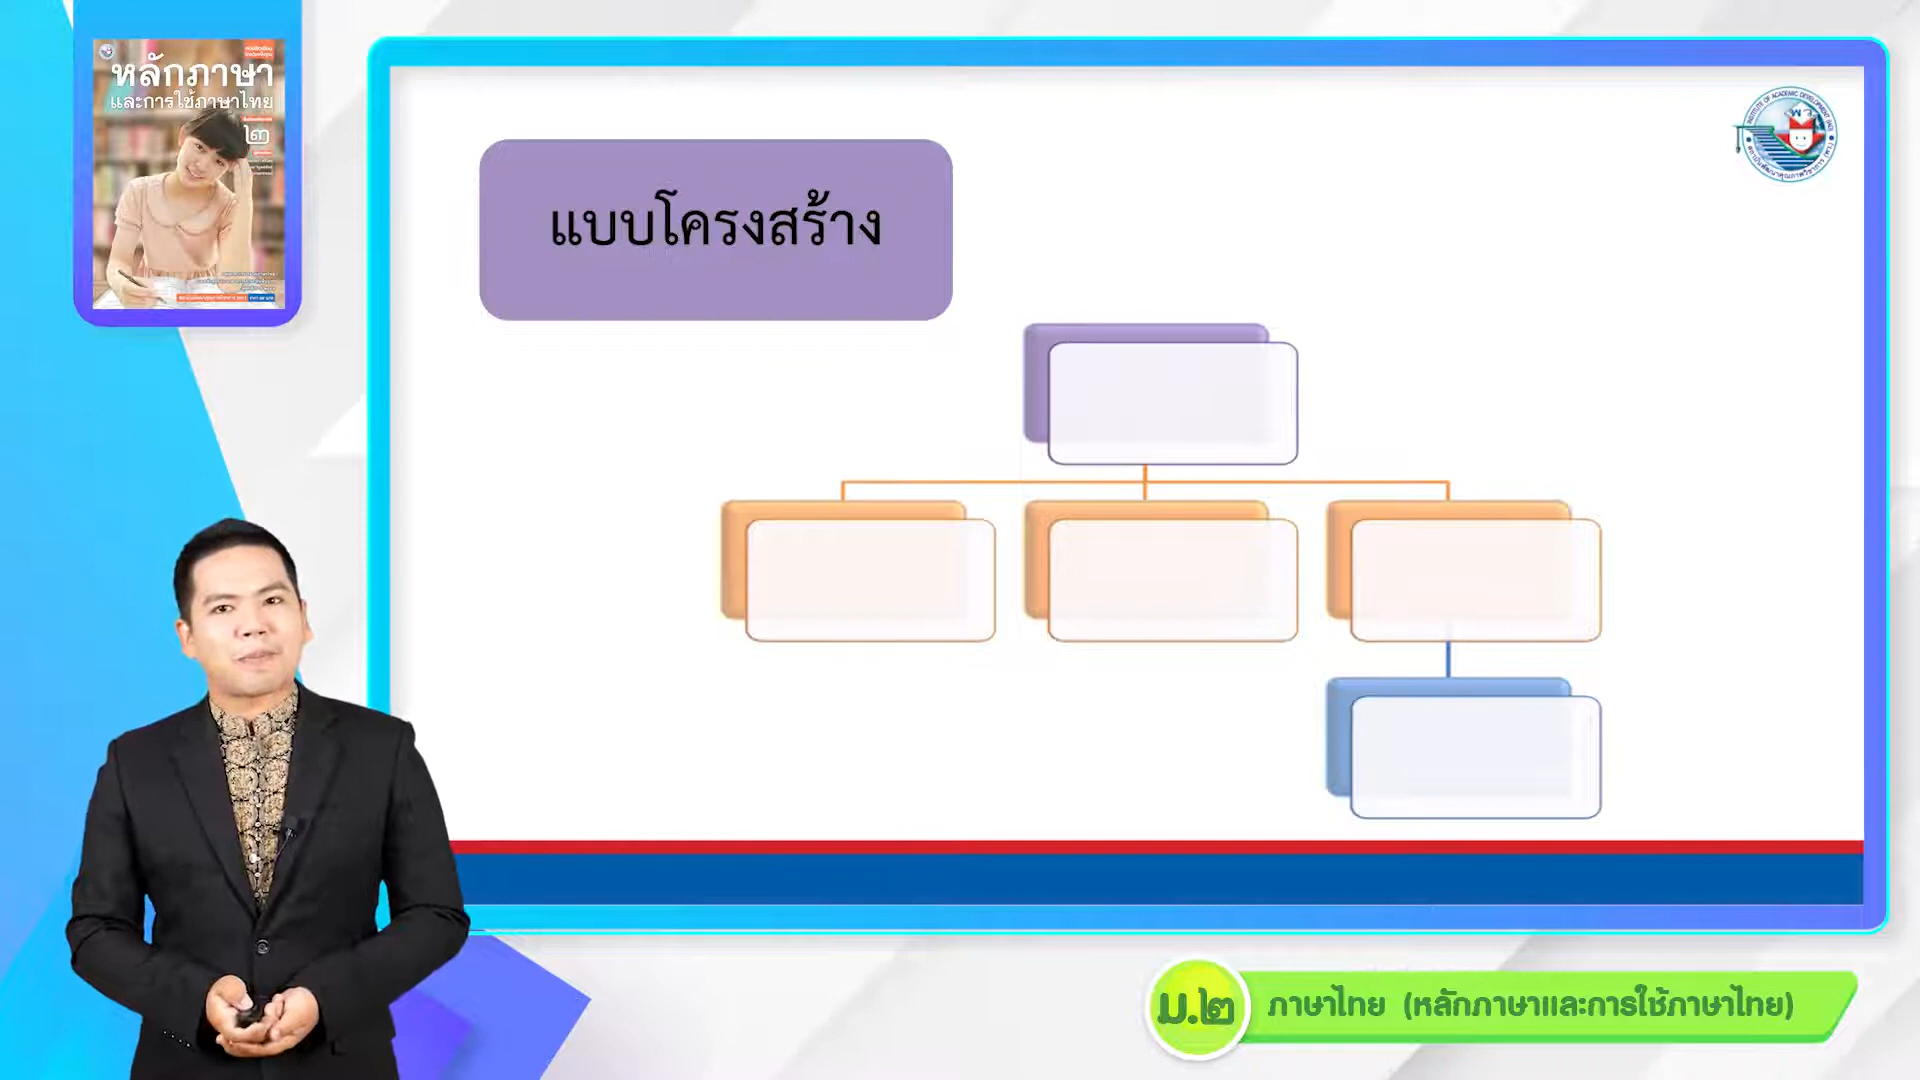 หลักภาษา
และการใช้ภาษาไทย
๒
แบบโครงสร้าง
ม.๒
ภาษาไทย (หลักภาษาและการใช้ภาษาไทย)